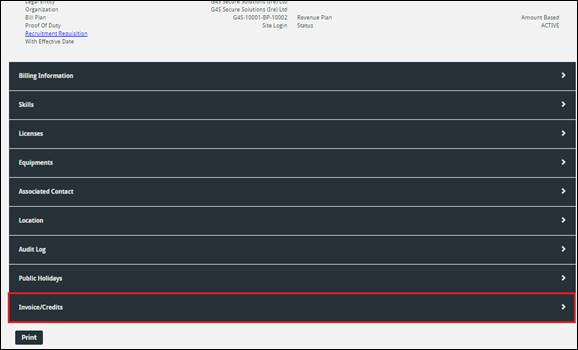 Legal Entity G4S Secure Solutions (Ire) Ltd
Organization G4S Secure Solutions (Ire) Ltd
Bill Plan G4S-10001-BP-10002 Revenue Plan Amount Based
Proof Of Duty Site Login Status ACTIVE
Recruitment Requisition
With Effective Date
Billing Information
Skills
Licenses
Equipments
Associated Contact
Location
Audit Log
Public Holidays
Invoice/Credits
Print